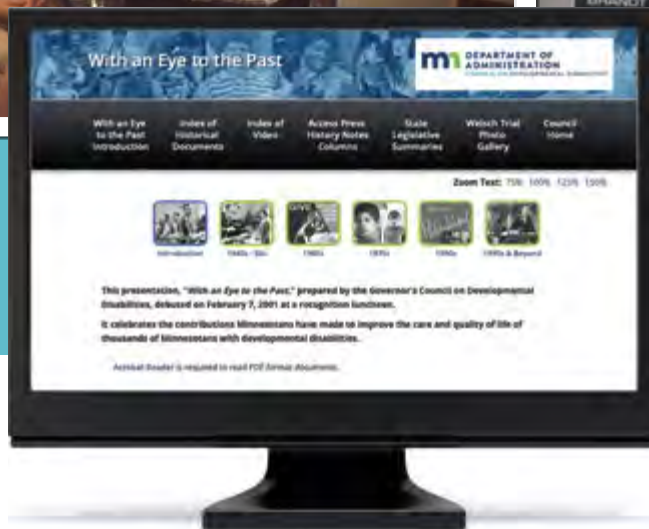 With an Eye to the Past
DEPARTMENT OF
ADMINISTRATION
COUNCIL ON DEVELOPMENTAL DISABILITIES
With an Eye
to the Past
Introduction
Index of
Historical
Documents
Index of
Video
Access Press
History Notes
Columns
State
Legislative
Summaries
Welsch Trial
Photo
Gallery
Council
Home
Zoom Text: 75% 100% 125% 150%
Introduction
1960s
1970s
1990s & Beyond
This presentation, "With an Eye to the Past," prepared by the Governor's Council on Developmental
Disabilities, debuted on February 7, 2001 at a recognition luncheon.
It celebrates the contributions Minnesotans have made to improve the care and quality of life of
thousands of Minnesotans with developmental disabilities.
Acrobat Reader is required to read PDF format documents.